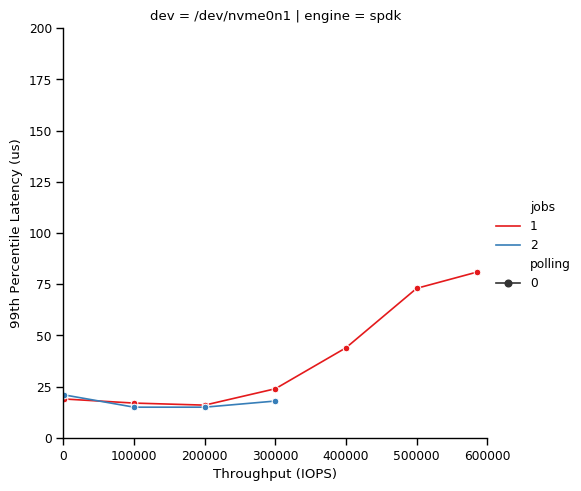 dev = /dev/nvme0n1 | engine = spdk
200
175
150
125
100
75
50
25
0
99th Percentile Latency (us)
0 100000 200000 300000 400000 500000 600000
Throughput (IOPS)
jobs
1
2
polling
0